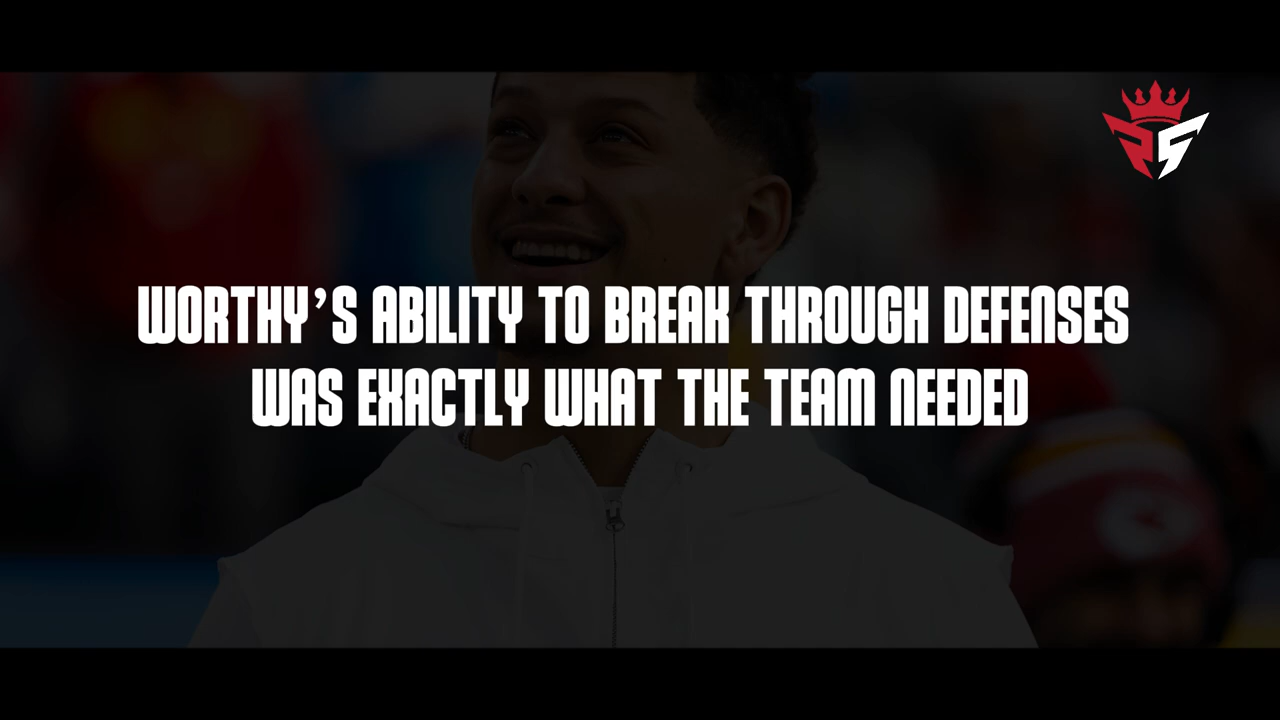 WORTHY’S ABILITY TO BREAK THROUGH DEFENSES
WAS EXACTLY WHAT THE TEAM NEEDED